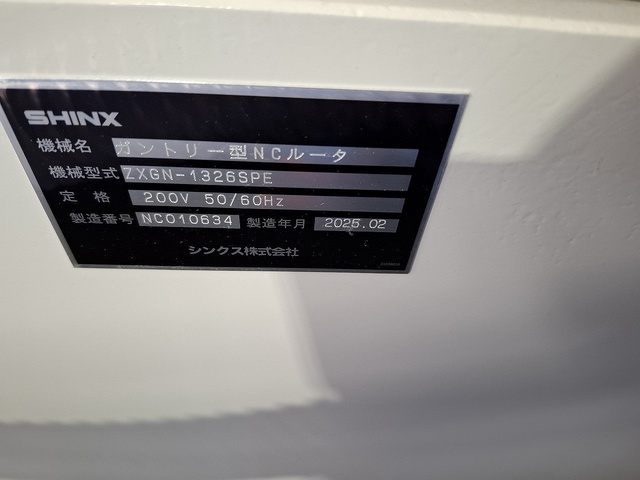 SHINX
機械名 ガントリー型NCルータ
機械型式 ZXGN-1326SPE
定格 200V 50/60Hz
製造番号 NC010634 製造年月 2025.02
シンクス株式会社